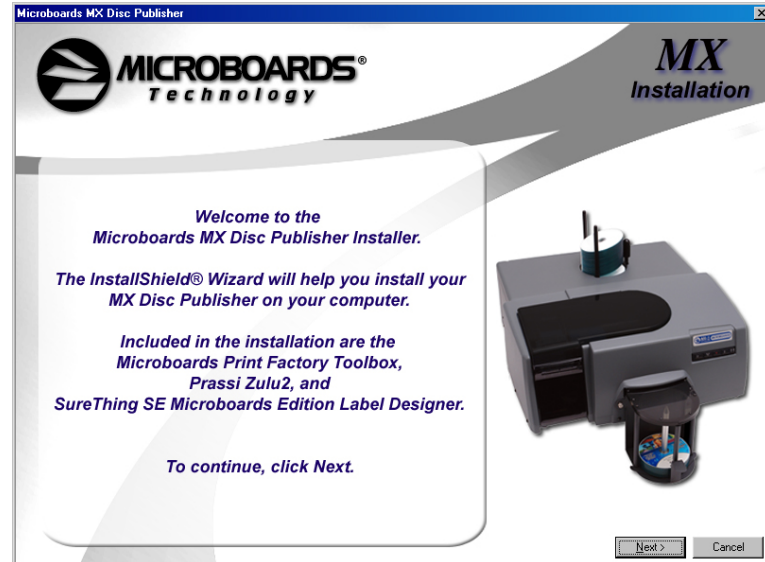 Microboards MX Disc Publisher
MICROBOARDS®
Technology
MX
Installation
Welcome to the
Microboards MX Disc Publisher Installer.
The InstallShield® Wizard will help you install your
MX Disc Publisher on your computer.
Included in the installation are the
Microboards Print Factory Toolbox,
Prassi Zulu2, and
SureThing SE Microboards Edition Label Designer.
To continue, click Next.
Next >
Cancel